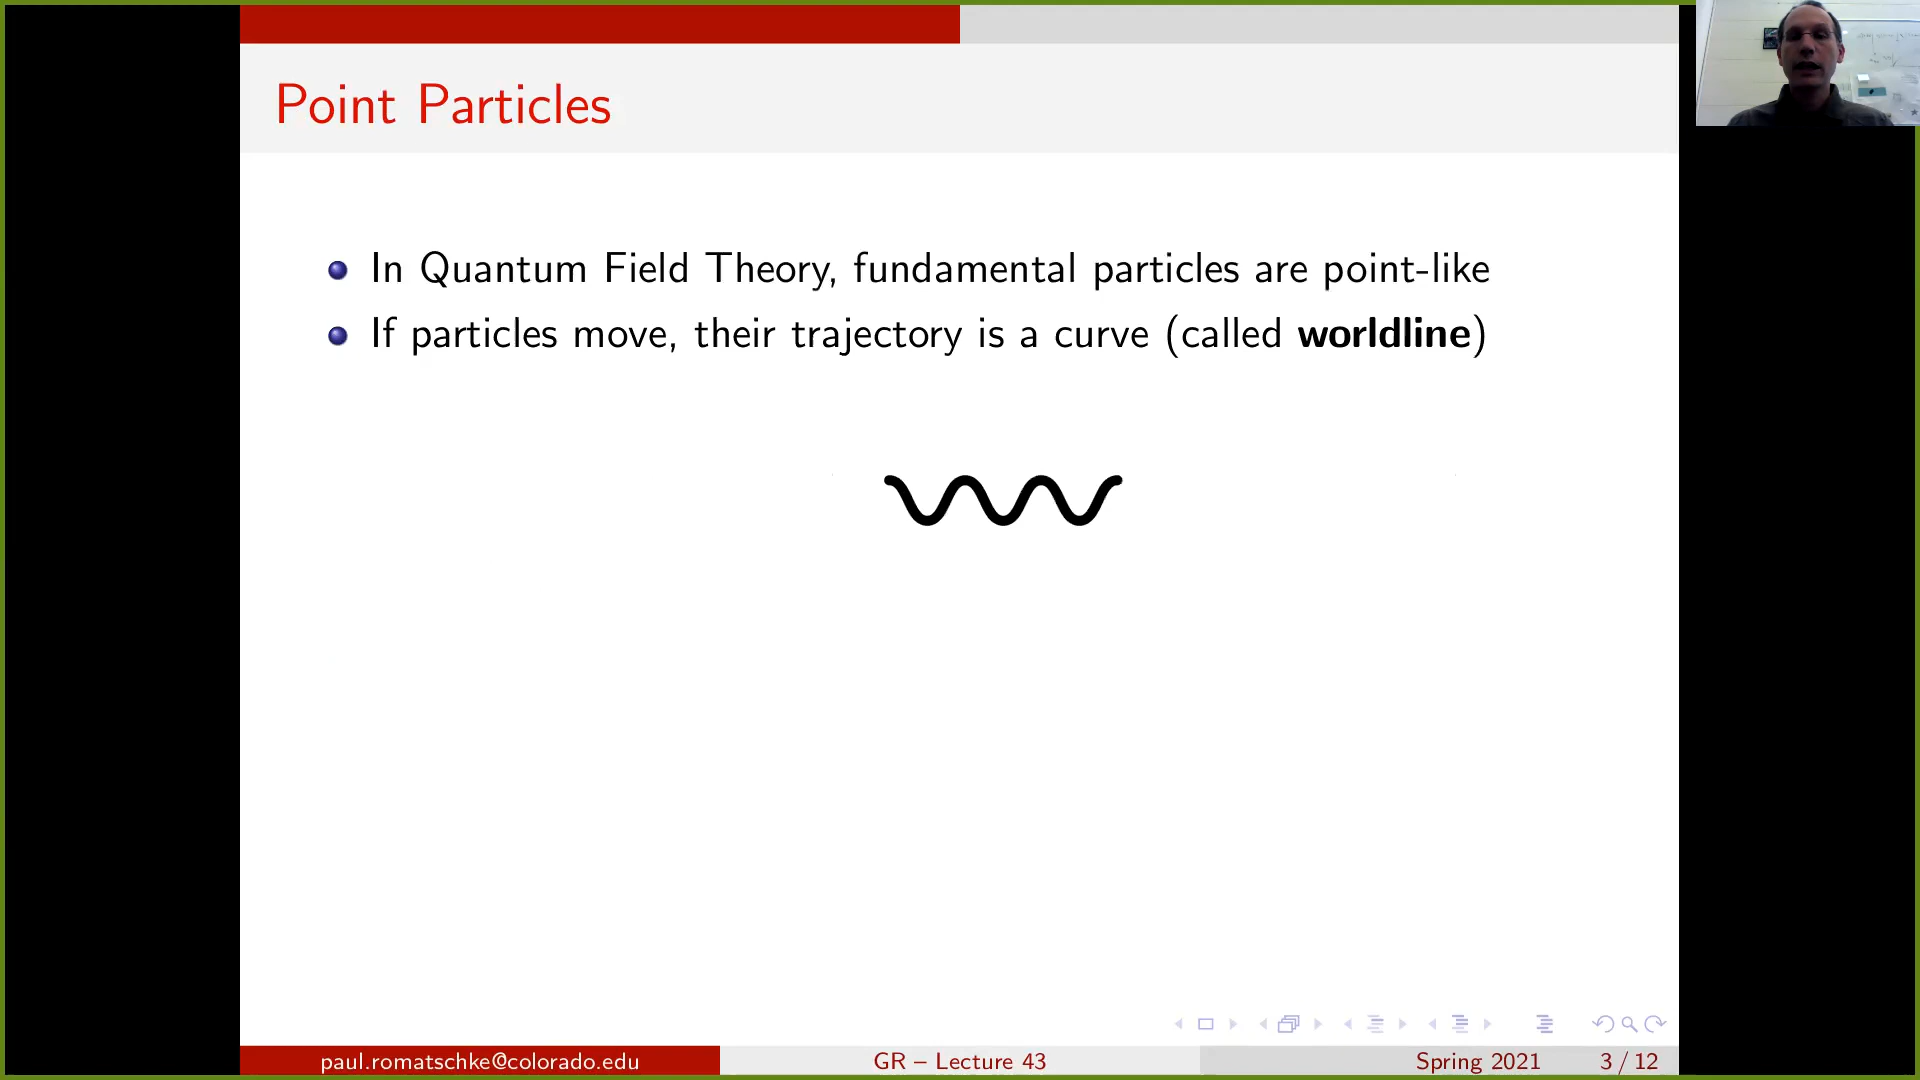 Point Particles
In Quantum Field Theory, fundamental particles are point-like
If particles move, their trajectory is a curve (called worldline)
paul.romatschke@colorado.edu
GR – Lecture 43
Spring 2021
3 / 12